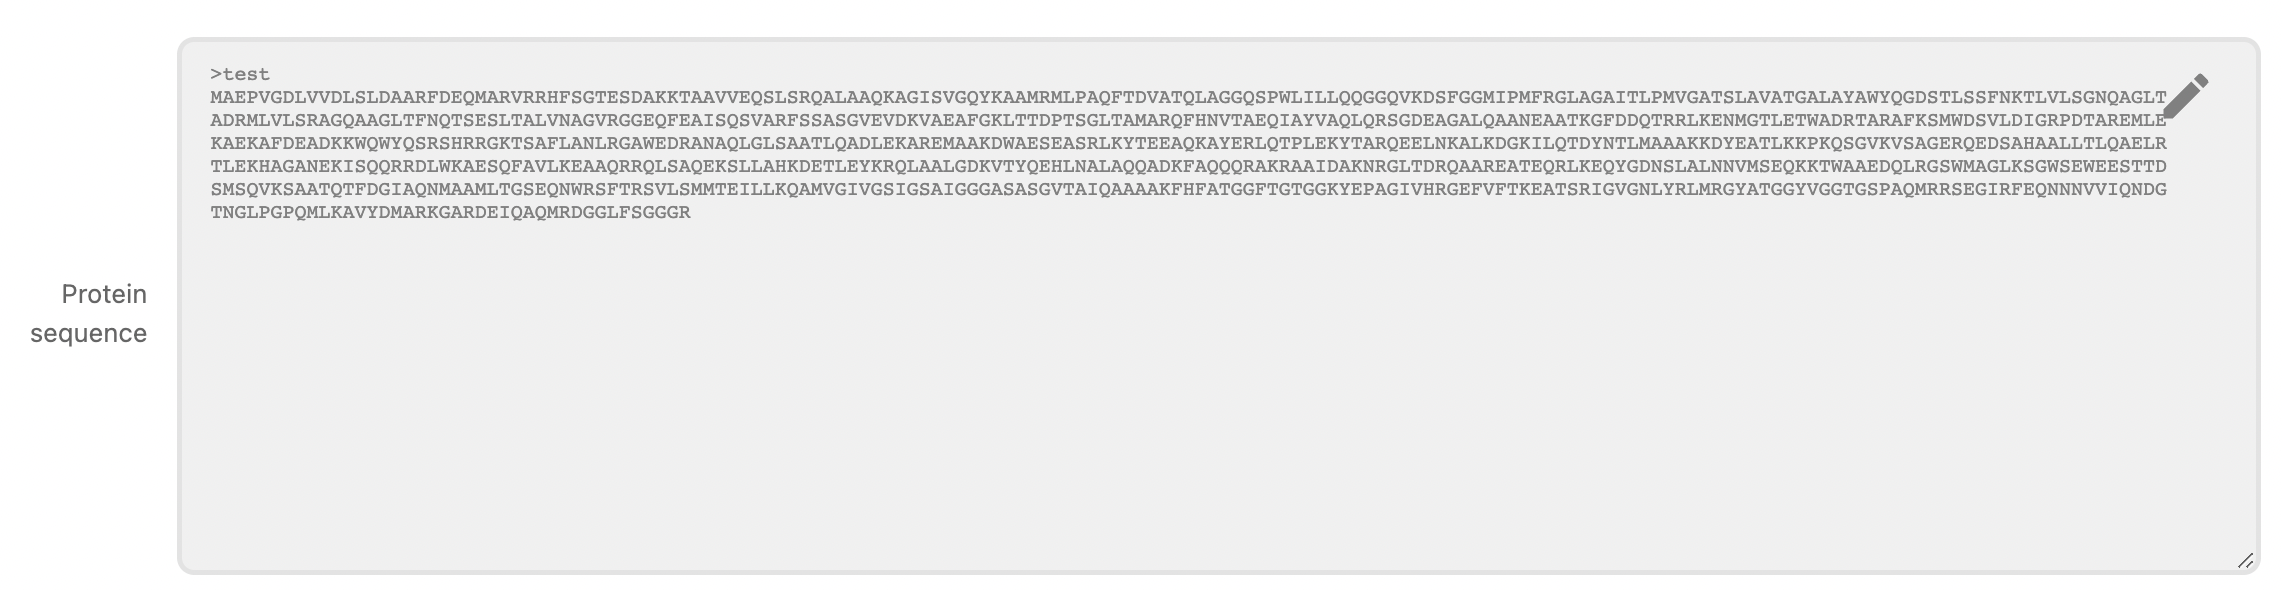 >test
MAEPVGDLVVDLSLDAARFDEQMARVRRHFSGTESDAKKTAAVVEQSLSRQALAAQKAGISVGQYKAAMRMLPAQFTDVATQLAGGQSPWLILLQQGGQVKDSFGGMIPMFRGLAGAITLPMVGATSLAVATGALAYAWYQGDSTLSSFNKTLVLSGNQAGLT
ADRMLVLSRAGQAAGLTFNQTSESLTALVNAGVRGGEQFEAISQSVARFSSASGVEVDKVAEAFGKLTTDPTSGLTAMARQFHNVTAEQIAYVAQLQRSGDEAGALQAANEAATKGFDDQTRRLKENMGTLETWADRTARAFKSMWDSVLDIGRPDTAREMLE
KAEKAFDEADKKWQWYQSRSHRRGKTSAFLANLRGAWEDRANAQLGLSAATLQADLEKAREMAAKDWAESEASRLKYTEEAQKAYERLQTPLEKYTARQEELNKALKDGKILQTDYNTLMAAAKKDYEATLKKPKQSGVKVSAGERQEDSAHAALLTLQAELR
TLEKHAGANEKISQQRRDLWKAESQFAVLKEAAQRRQLSAQEKSLLAHKDETLEYKRQLAALGDKVTYQEHLNALAQQADKFAQQQRAKRAAIDAKNRGLTDRQAAREATEQRLKEQYGDNSLALNNVMSEQKKTWAAEDQLRGSWMAGLKSGWSEWEESTTD
SMSQVKSAATQTFDGIAQNMAAMLTGSEQNWRSFTRSVLSMMTEILLKQAMVGIVGSIGSAIGGGASASGVTAIQAAAAKFHFATGGFTGTGGKYEPAGIVHRGEFVFTKEATSRIGVGNLYRLMRGYATGGYVGGTGSPAQMRRSEGIRFEQNNNVVIQNDG
TNGLPGPQMLKAVYDMARKGARDEIQAQMRDGGLFSGGGR
Protein
sequence